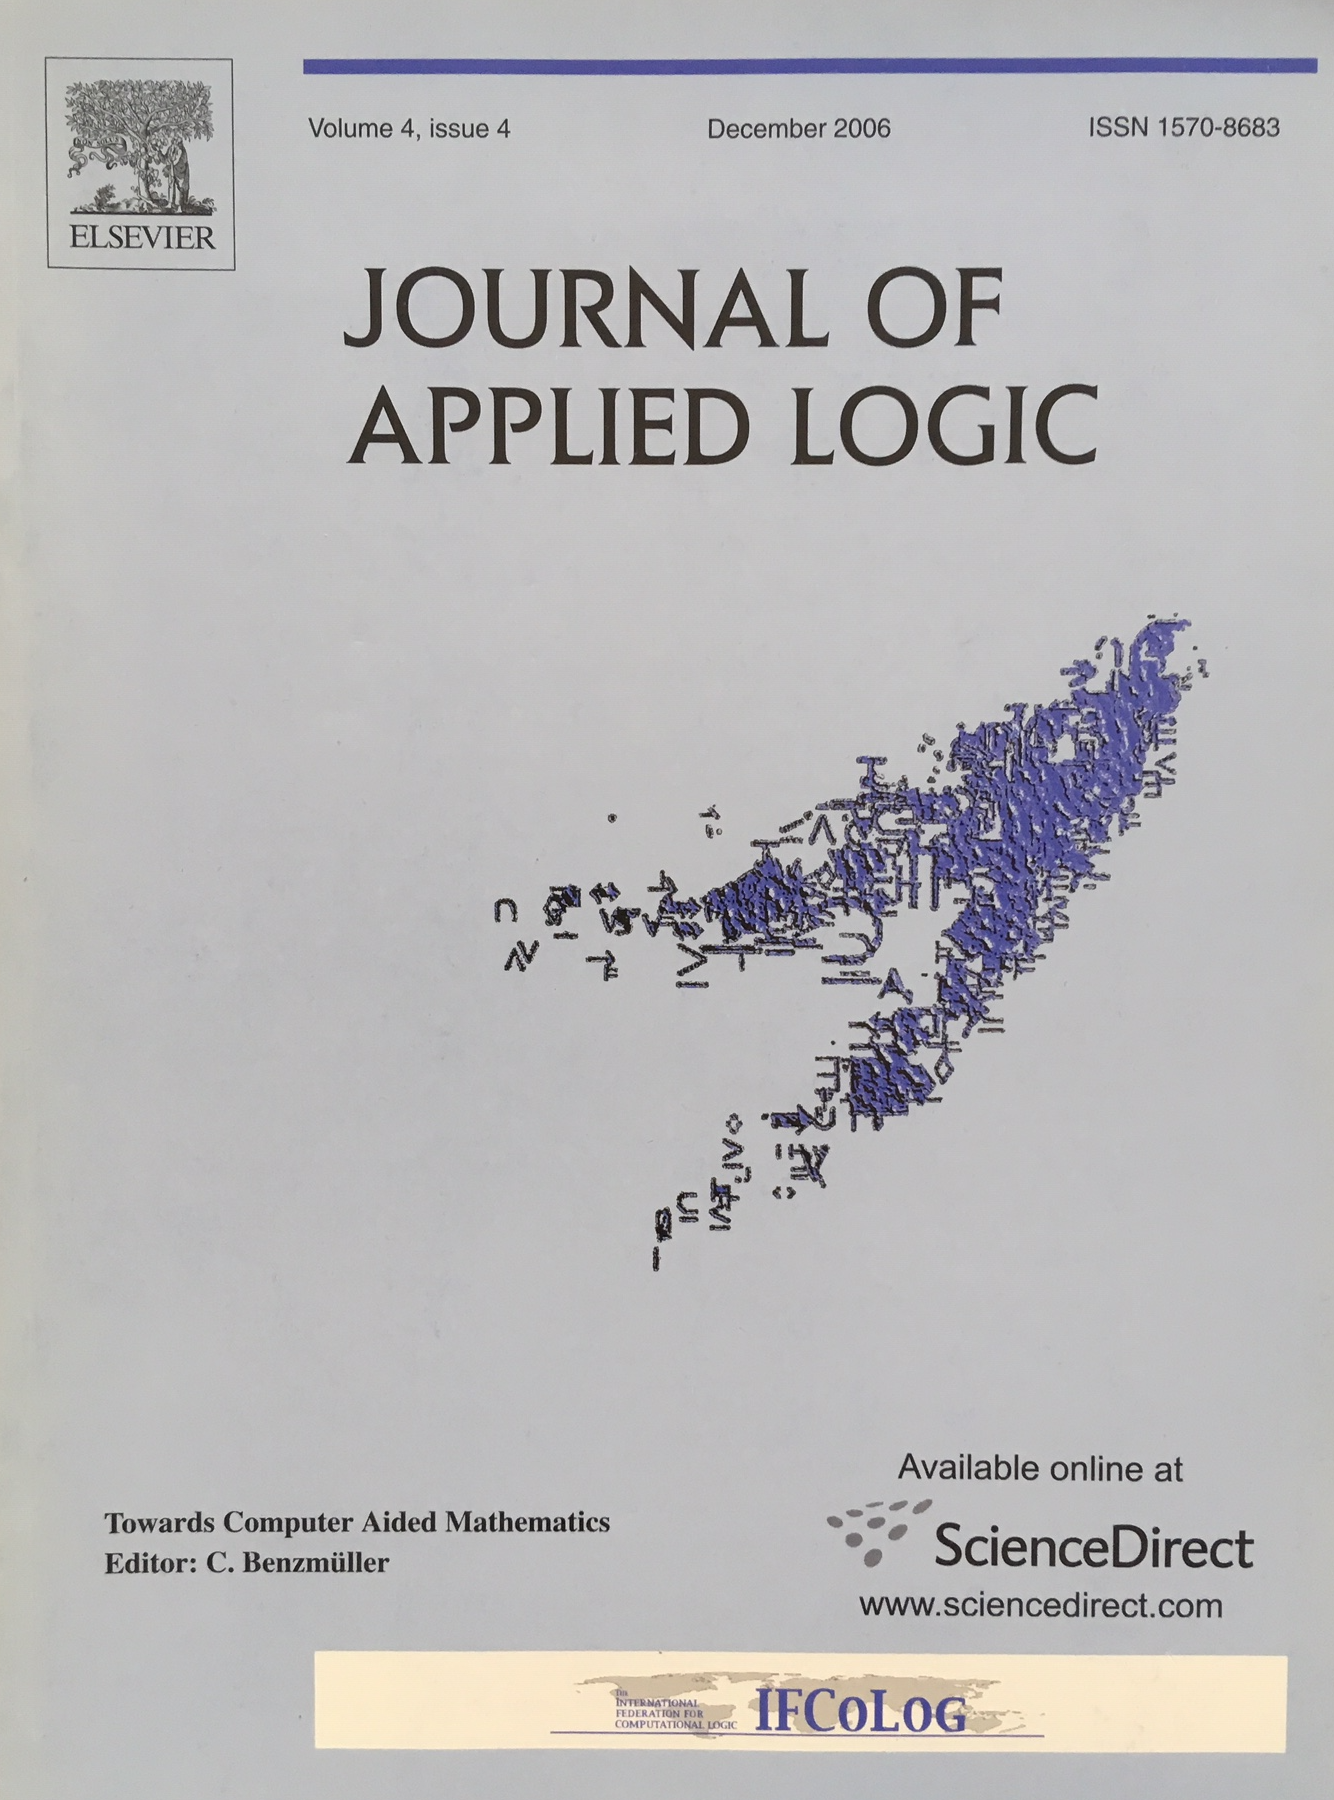 ELSEVIER
Volume 4, issue 4
December 2006
ISSN 1570-8683
JOURNAL OF
APPLIED LOGIC
Towards Computer Aided Mathematics
Editor: C. Benzmüller
Available online at
ScienceDirect
www.sciencedirect.com
THE
INTERNATIONAL
FEDERATION FOR
COMPUTATIONAL LOGIC
IFCoLoG